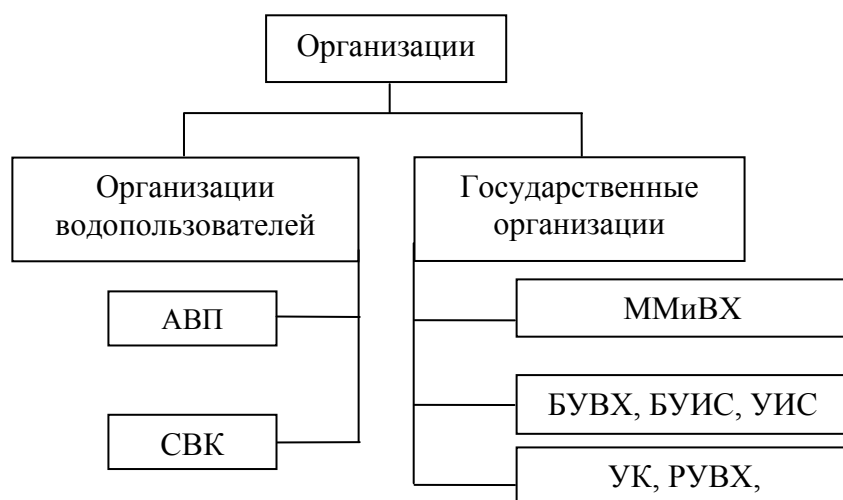 Организации
Организации
водопользователей
Государственные
организации
АВП
ММиВХ
БУВХ, БУИС, УИС
СВК
УК, РУВХ,